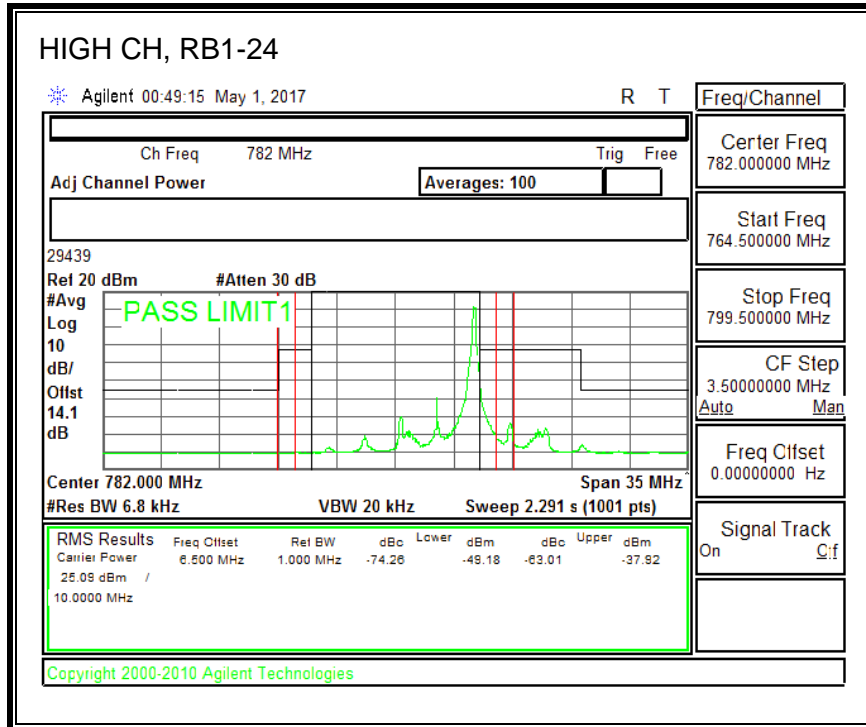 HIGH CH, RB1-24
Agilent 00:49:15 May 1, 2017 R T
Freq/Channel
Ch Freq 782 MHz Trig Free
Adj Channel Power Averages: 100
Center Freq
782.000000 MHz
Start Freq
764.500000 MHz
29439
Ref 20 dBm #Atten 30 dB
#Avg
Log
10
dB/
Offst
14.1
dB
PASS LIMIT1
Stop Freq
799.500000 MHz
CF Step
3.50000000 MHz
Auto Man
Freq Offset
0.00000000 Hz
Center 782.000 MHz Span 35 MHz^
#Res BW 6.8 kHz VBW 20 kHz Sweep 2.291 s (1001 pts)
Signal Track
On Off
RMS Results Freq Offset Ref BW dBc Lower dBm dBc Upper dBm
Carrier Power 6.500 MHz 1.000 MHz -74.26 -49.18 -63.01 -37.92
25.09 dBm /
10.0000 MHz
Copyright 2000-2010 Agilent Technologies